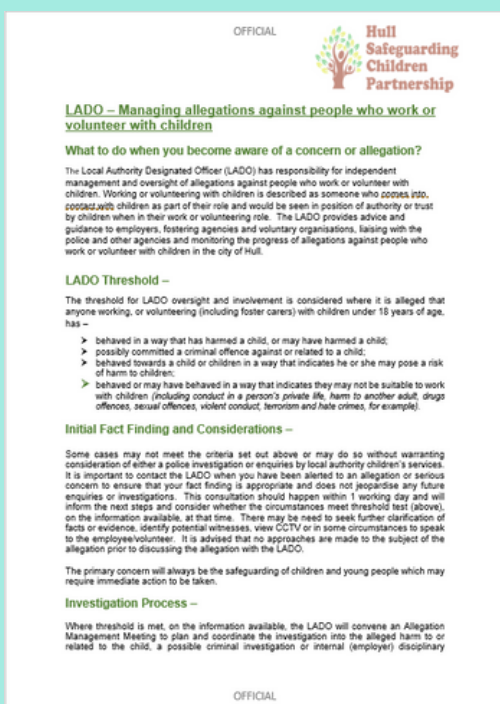 OFFICIAL
Hull
Safeguarding
Children
Partnership
LADO – Managing allegations against people who work or
volunteer with children
What to do when you become aware of a concern or allegation?
The Local Authority Designated Officer (LADO) has responsibility for independent
management and oversight of allegations against people who work or volunteer with
children. Working or volunteering with children is described as someone who comes into
contact with children as part of their role and would be seen in position of authority or trust
by children when in their work or volunteering role. The LADO provides advice and
guidance to employers, fostering agencies and voluntary organisations, liaising with the
police and other agencies and monitoring the progress of allegations against people who
work or volunteer with children in the city of Hull.
LADO Threshold –
The threshold for LADO oversight and involvement is considered where it is alleged that
anyone working, or volunteering (including foster carers) with children under 18 years of age,
has –
➢ behaved in a way that has harmed a child, or may have harmed a child;
➢ possibly committed a criminal offence against or related to a child;
➢ behaved towards a child or children in a way that indicates he or she may pose a risk
of harm to children;
➢ behaved or may have behaved in a way that indicates they may not be suitable to work
with children (including conduct in a person's private life, harm to another adult, drugs
offences, sexual offences, violent conduct, terrorism and hate crimes, for example).
Initial Fact Finding and Considerations –
Some cases may not meet the criteria set out above or may do so without warranting
consideration of either a police investigation or enquiries by local authority children's services.
It is important to contact the LADO when you have been alerted to an allegation or serious
concern to ensure that your fact finding is appropriate and does not jeopardise any future
enquiries or investigations. This consultation should happen within 1 working day and will
inform the next steps and consider whether the circumstances meet threshold test (above),
on the information available, at that time. There may be need to seek further clarification of
facts or evidence, identify potential witnesses, view CCTV or in some circumstances to speak
to the employee/volunteer. It is advised that no approaches are made to the subject of the
allegation prior to discussing the allegation with the LADO.
The primary concern will always be the safeguarding of children and young people which may
require immediate action to be taken.
Investigation Process –
Where threshold is met, on the information available, the LADO will convene an Allegation
Management Meeting to plan and coordinate the investigation into the alleged harm to or
related to the child, a possible criminal investigation or internal (employer) disciplinary
OFFICIAL